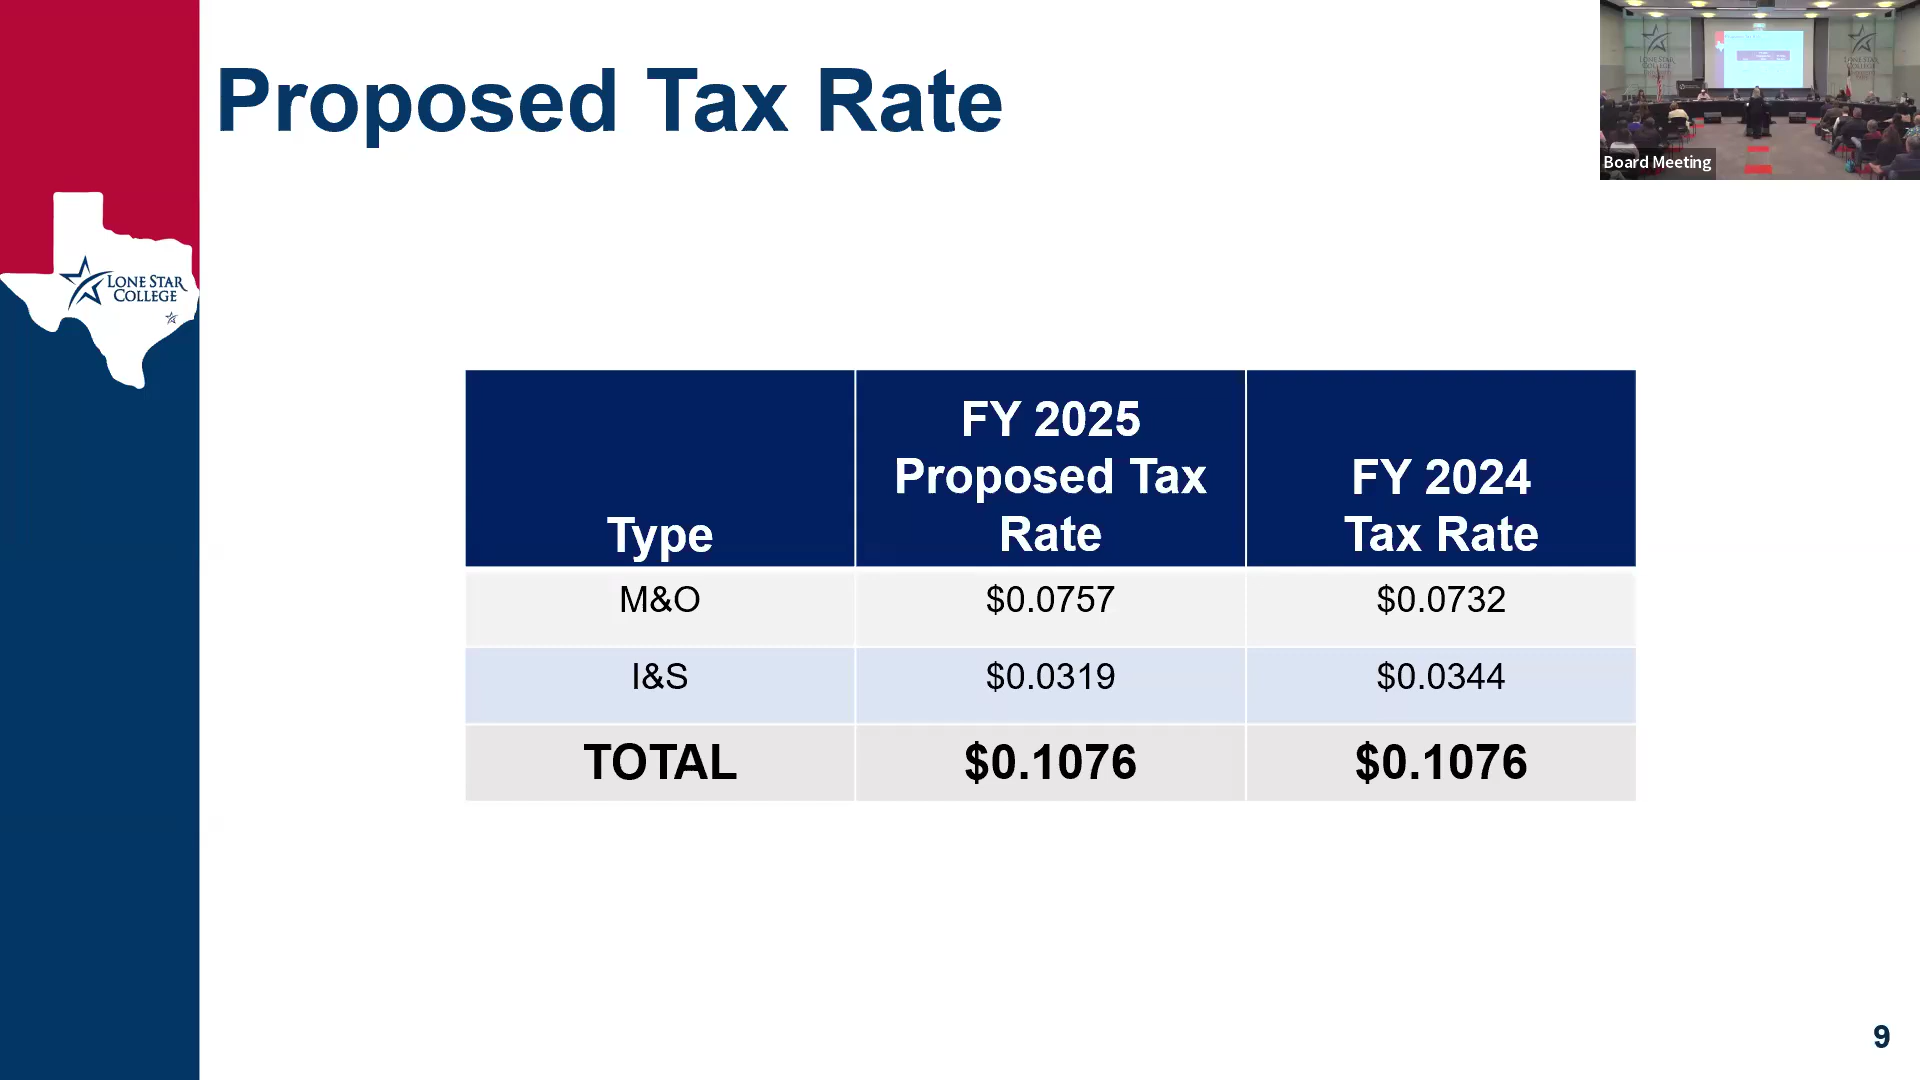 Proposed Tax Rate
Board Meeting
LONE STAR
COLLEGE
Type
FY 2025
Proposed Tax
Rate
FY 2024
Tax Rate
M&O
$0.0757
$0.0732
I&S
$0.0319
$0.0344
TOTAL
$0.1076
$0.1076
9